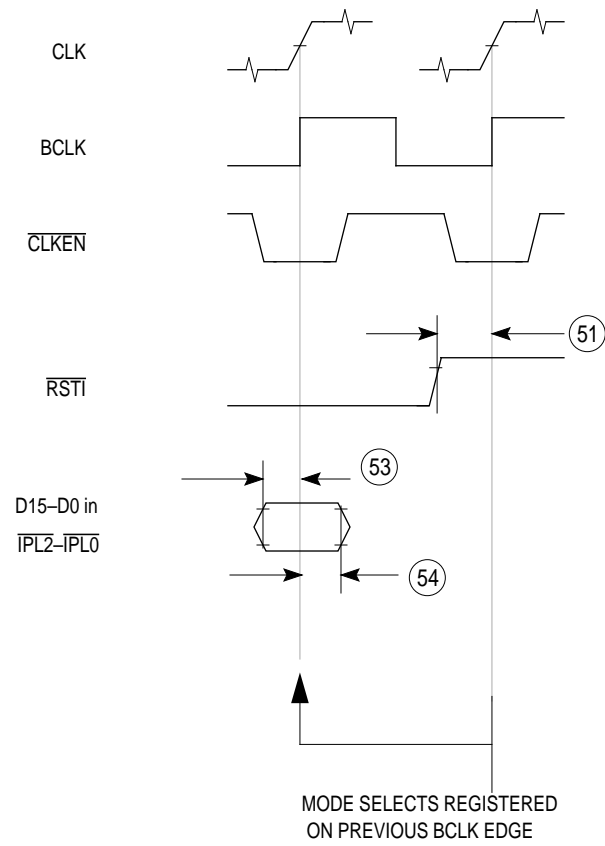 CLK
BCLK
CLKEN
51
RSTI
53
D15–D0 in
IPL2–IPL0
54
MODE SELECTS REGISTERED
ON PREVIOUS BCLK EDGE